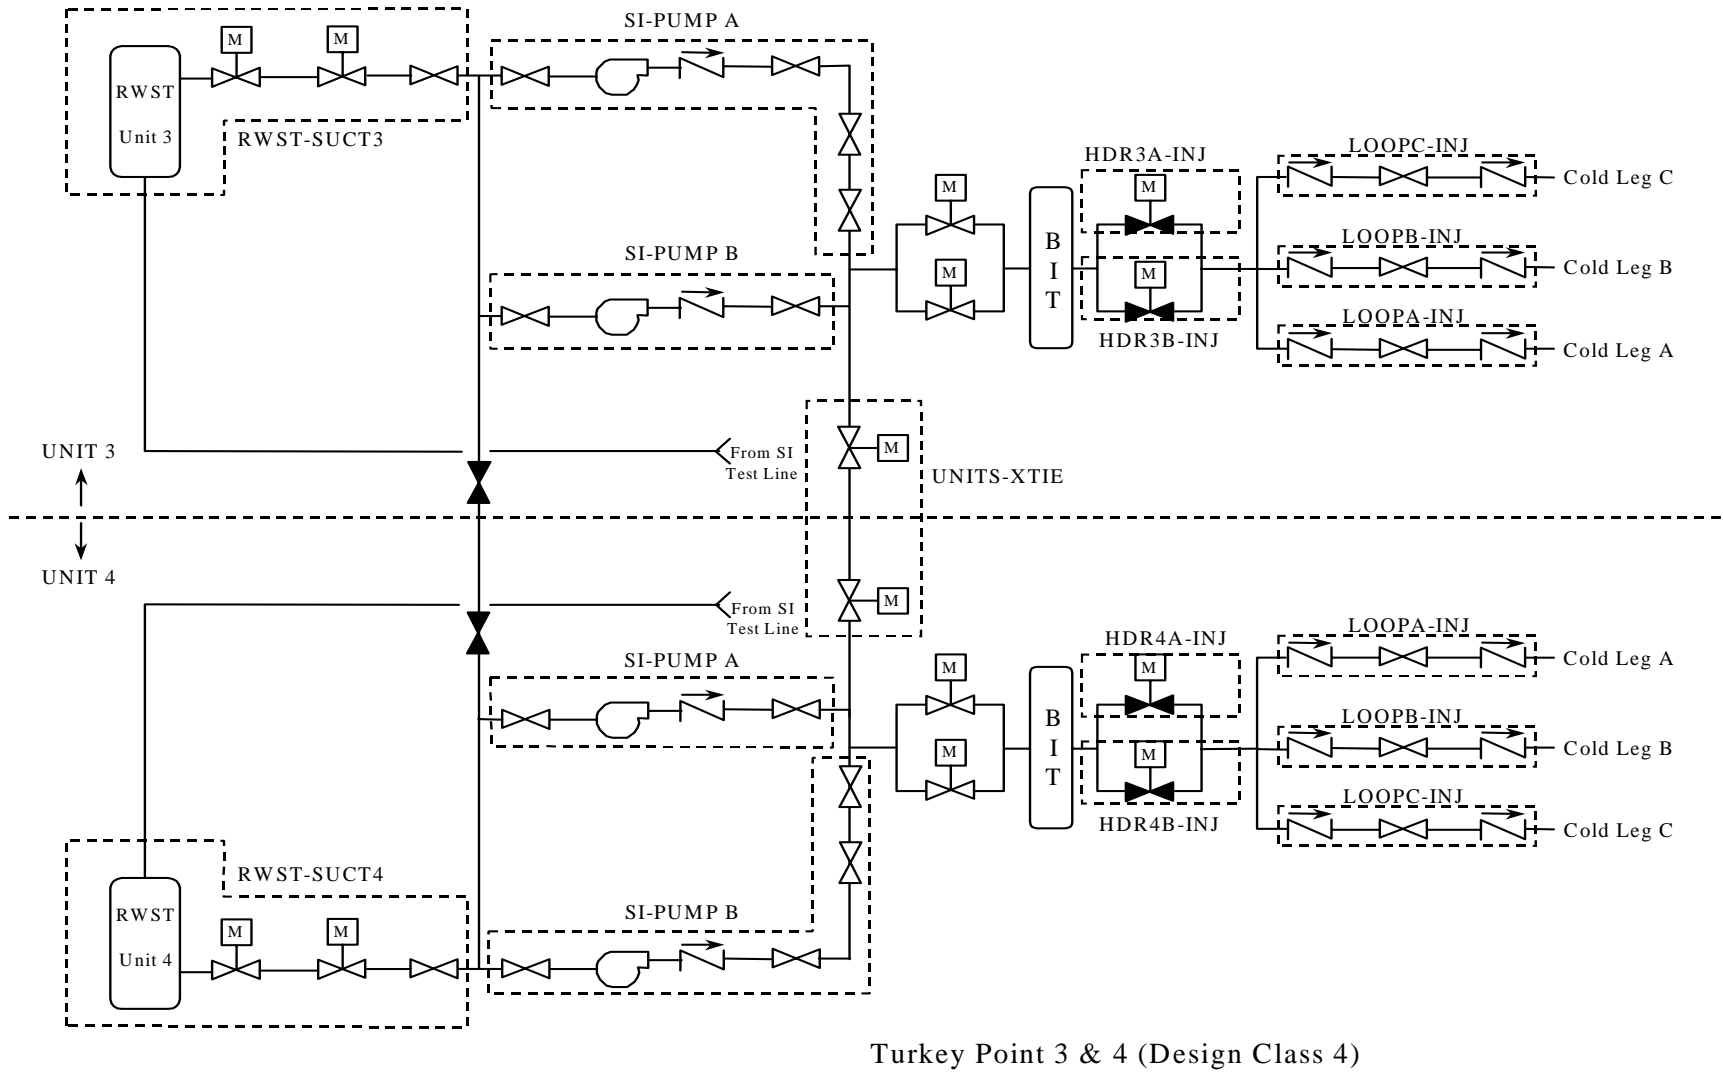 SI-PUMP A
M
M
RWST
Unit 3
RWST-SUCT3
HDR3A-INJ
LOOPC-INJ
M
M
Cold Leg C
B
I
T
SI-PUMP B
LOOPB-INJ
M
M
Cold Leg B
HDR3B-INJ
LOOPA-INJ
Cold Leg A
UNIT 3
From SI
Test Line
M
UNITS-XTIE
UNIT 4
From SI
Test Line
M
SI-PUMP A
HDR4A-INJ
LOOPA-INJ
M
M
Cold Leg A
B
I
T
LOOPB-INJ
M
M
Cold Leg B
HDR4B-INJ
LOOPC-INJ
Cold Leg C
RWST-SUCT4
SI-PUMP B
RWST
Unit 4
M
M
Turkey Point 3 & 4 (Design Class 4)